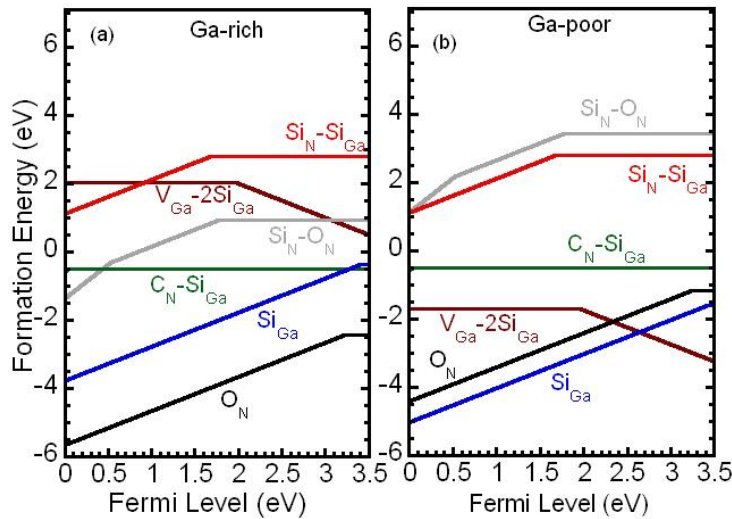 (a) Ga-rich
6
4
2
0
-2
-4
-6
Formation Energy (eV)
Si_N-Si_Ga
V_Ga-2Si_Ga
Si_N-O_N
C_N-Si_Ga
Si_Ga
O_N
0 0.5 1 1.5 2 2.5 3 3.5
Fermi Level (eV)
(b) Ga-poor
6
4
2
0
-2
-4
-6
Si_N-O_N
Si_N-Si_Ga
C_N-Si_Ga
V_Ga-2Si_Ga
O_N
Si_Ga
0 0.5 1 1.5 2 2.5 3 3.5
Fermi Level (eV)